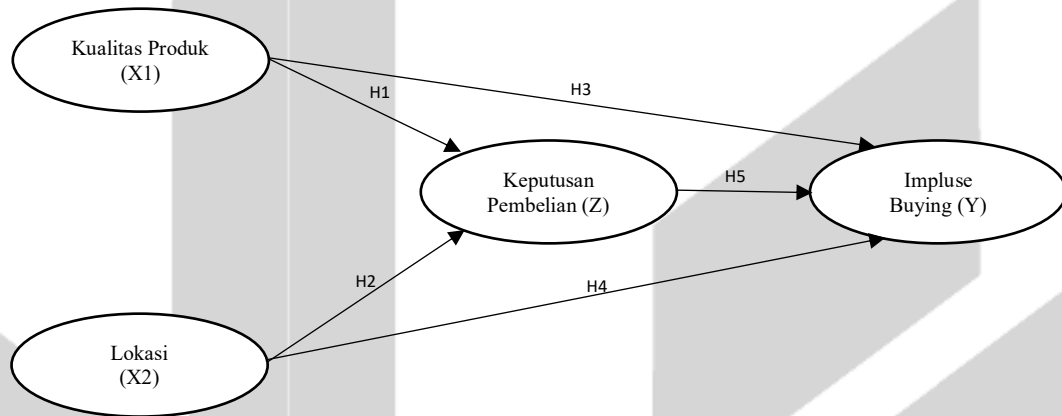 Kualitas Produk
(X1)
H1
H3
Keputusan
Pembelian (Z)
H5
Impluse
Buying (Y)
H2
H4
Lokasi
(X2)